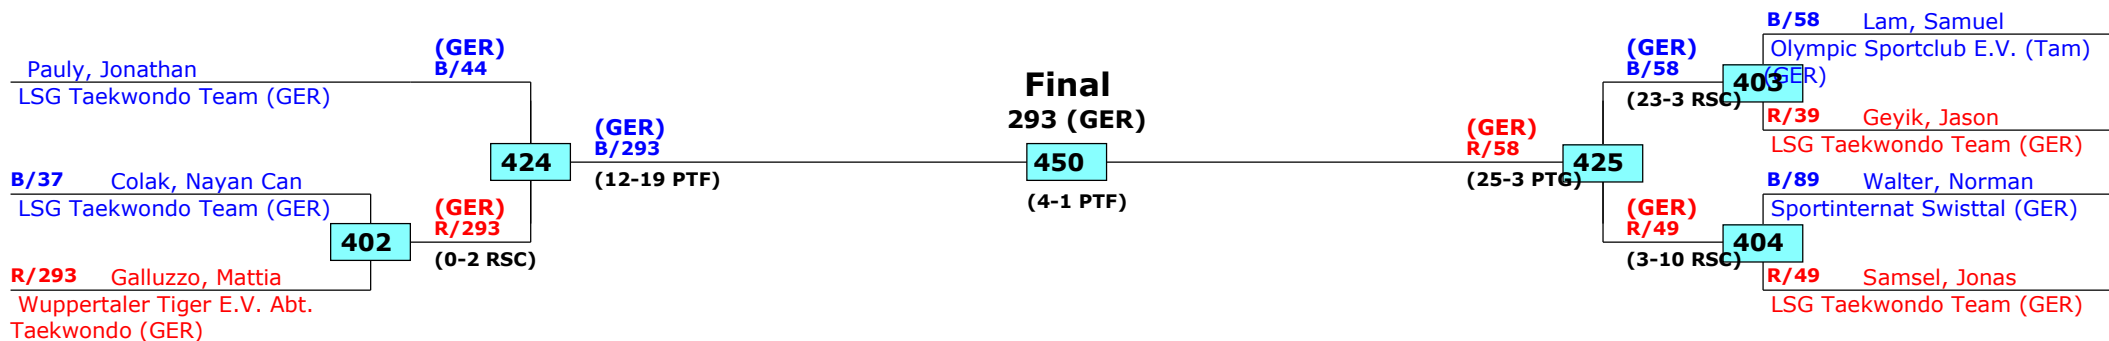 Pauly, Jonathan
LSG Taekwondo Team (GER)
(GER)
B/44
B/37 Colak, Nayan Can
LSG Taekwondo Team (GER)
402
R/293 Galluzzo, Mattia
Wuppertaler Tiger E.V. Abt.
Taekwondo (GER)
(GER)
R/293
(0-2 RSC)
424
(GER)
B/293
(12-19 PTF)
Final
293 (GER)
450
(4-1 PTF)
(GER)
R/58
(25-3 PTG)
425
(GER)
B/58
(23-3 RSC)
403
B/58 Lam, Samuel
Olympic Sportclub E.V. (Tam)
(GER)
R/39 Geyik, Jason
LSG Taekwondo Team (GER)
(GER)
R/49
(3-10 RSC)
404
B/89 Walter, Norman
Sportinternat Swisttal (GER)
R/49 Samsel, Jonas
LSG Taekwondo Team (GER)